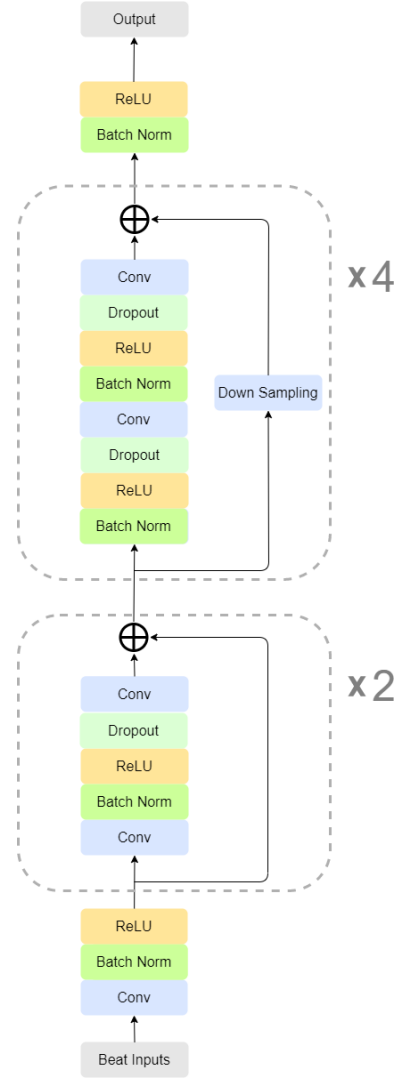 Output
ReLU
Batch Norm
Conv
Dropout
ReLU
Batch Norm
Conv
Dropout
ReLU
Batch Norm
Down Sampling
x4
Conv
Dropout
ReLU
Batch Norm
Conv
x2
ReLU
Batch Norm
Conv
Beat Inputs